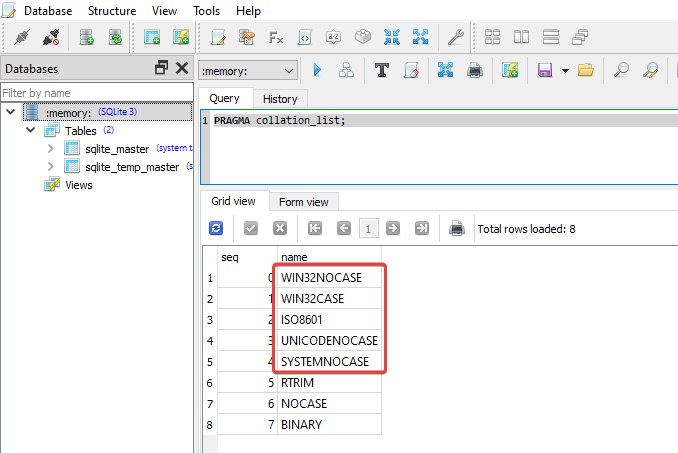 Database Structure View Tools Help
Databases
Filter by name
:memory: (SQLite 3)
Tables (2)
sqlite_master (system t
sqlite_temp_master (s
Views
:memory:
Query History
1 PRAGMA collation_list;
Grid view Form view
1 Total rows loaded: 8
seq name
1 0 WIN32NOCASE
2 1 WIN32CASE
3 2 ISO8601
4 3 UNICODENOCASE
5 4 SYSTEMNOCASE
6 5 RTRIM
7 6 NOCASE
8 7 BINARY